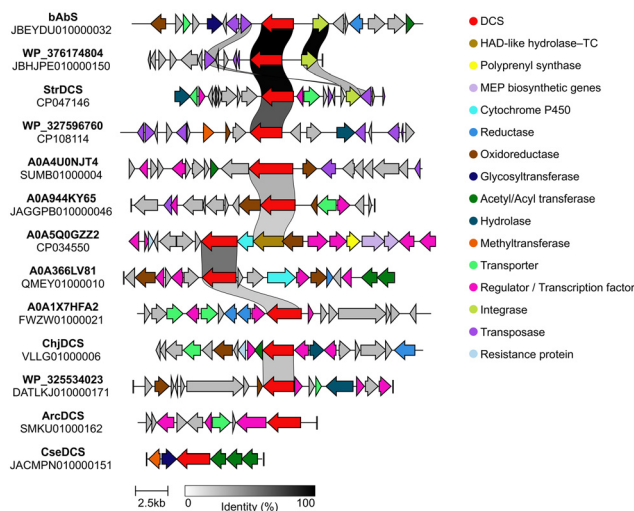 bAbS
JBEYDU010000032
WP_376174804
JBHJPE010000150
StrDCS
CP047146
WP_327596760
CP108114
A0A4U0NJT4
SUMB01000004
A0A944KY65
JAGGPB010000046
A0A5Q0GZZ2
CP034550
A0A366LV81
QMEY01000010
A0A1X7HFA2
FWZW01000021
ChjDCS
VLLG01000006
WP_325534023
DATLKJ010000171
ArcDCS
SMKU01000162
CseDCS
JACMPN010000151
2.5kb
0
100
Identity (%)
DCS
HAD-like hydrolase–TC
Polyprenyl synthase
MEP biosynthetic genes
Cytochrome P450
Reductase
Oxidoreductase
Glycosyltransferase
Acetyl/Acyl transferase
Hydrolase
Methyltransferase
Transporter
Regulator / Transcription factor
Integrase
Transposase
Resistance protein